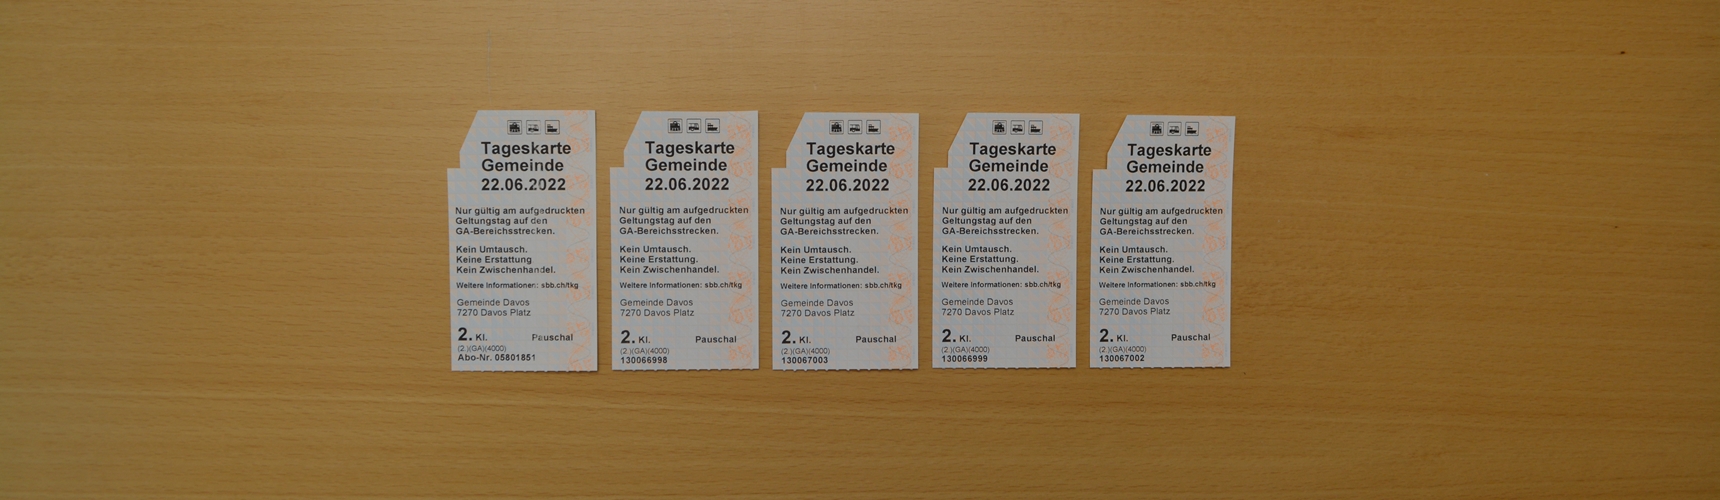 Tageskarte
Gemeinde
22.06.2022
Nur gültig am aufgedruckten
Geltungstag auf den
GA-Bereichsstrecken.
Kein Umtausch.
Keine Erstattung
Kein Zwischenhandel.
Weitere Informationen: sbb.ch/tkg
Gemeinde Davos
7270 Davos Platz
2. Kl. Pauschal
(2.)(GA)(4000)
Abo-Nr. 05801851
Tageskarte
Gemeinde
22.06.2022
Nur gültig am aufgedruckten
Geltungstag auf den
GA-Bereichsstrecken.
Kein Umtausch.
Keine Erstattung.
Kein Zwischenhandel.
Weitere Informationen: sbb.ch/tkg
Gemeinde Davos
7270 Davos Platz
2. Kl. Pauschal
(2.)(GA)(4000)
130066998
Tageskarte
Gemeinde
22.06.2022
Nur gültig am aufgedruckten
Geltungstag auf den
GA-Bereichsstrecken.
Kein Umtausch.
Keine Erstattung.
Kein Zwischenhandel.
Weitere Informationen: sbb.ch/tkg
Gemeinde Davos
7270 Davos Platz
2. Kl. Pauschal
(2.)(GA)(4000)
130067003
Tageskarte
Gemeinde
22.06.2022
Nur gültig am aufgedruckten
Geltungstag auf den
GA-Bereichsstrecken.
Kein Umtausch.
Keine Erstattung.
Kein Zwischenhandel.
Weitere Informationen: sbb.ch/tkg
Gemeinde Davos
7270 Davos Platz
2. Kl. Pauschal
(2.)(GA)(4000)
130066999
Tageskarte
Gemeinde
22.06.2022
Nur gültig am aufgedruckten
Geltungstag auf den
GA-Bereichsstrecken.
Kein Umtausch.
Keine Erstattung.
Kein Zwischenhandel.
Weitere Informationen: sbb.ch/tkg
Gemeinde Davos
7270 Davos Platz
2. Kl. Pauschal
(2.)(GA)(4000)
130067002